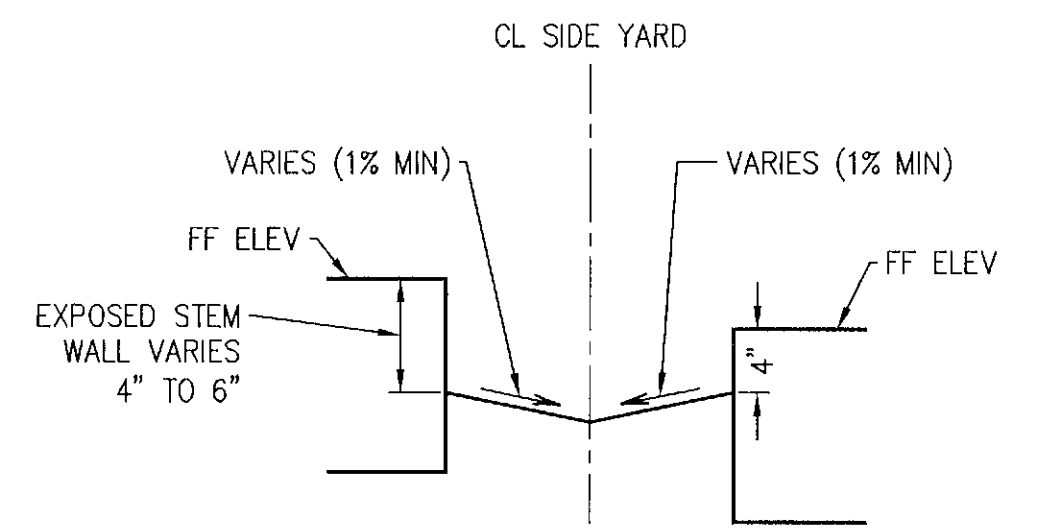 CL SIDE YARD
VARIES (1% MIN)
VARIES (1% MIN)
FF ELEV
FF ELEV
EXPOSED STEM
WALL VARIES
4" TO 6"
4"